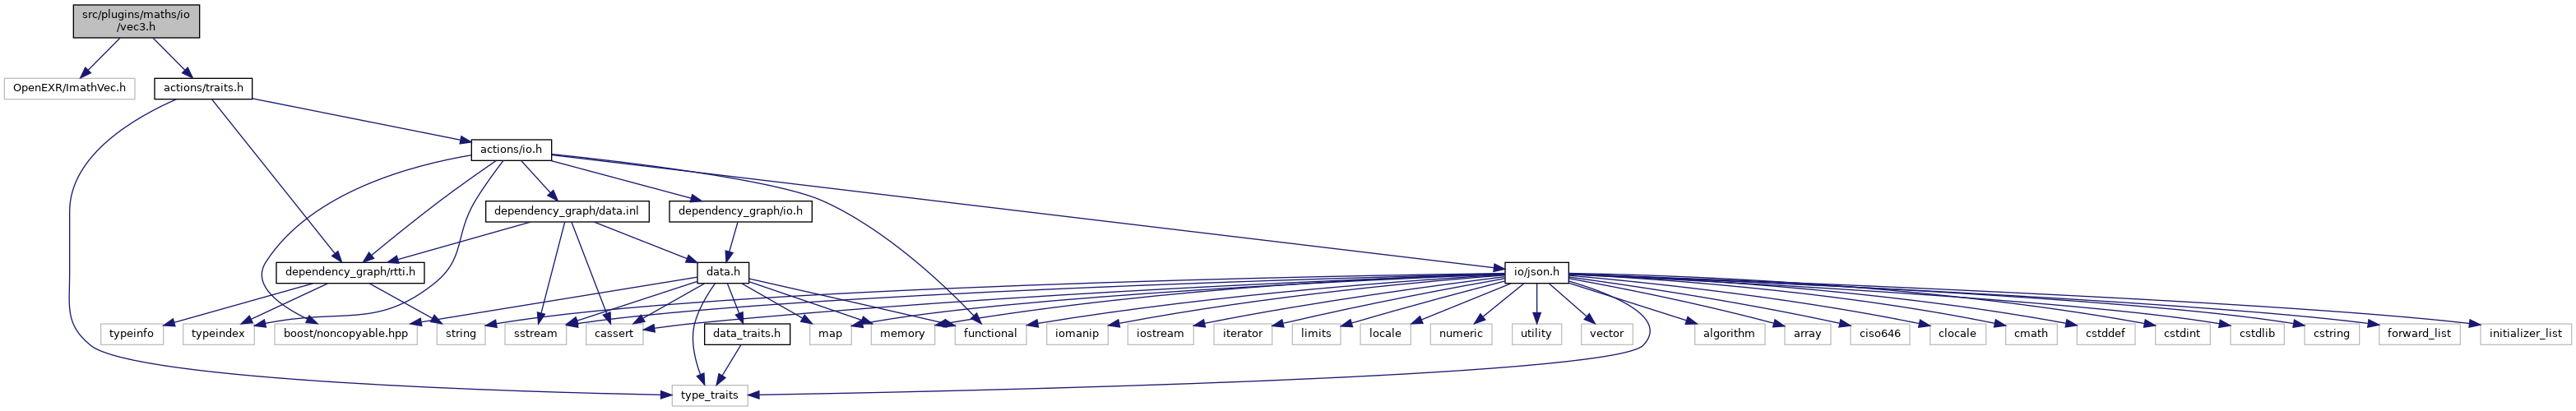 src/plugins/maths/io
/vec3.h
OpenEXR/ImathVec.h
actions/traits.h
actions/io.h
dependency_graph/data.inl
dependency_graph/io.h
dependency_graph/rtti.h
data.h
io/json.h
typeinfo
typeindex
boost/noncopyable.hpp
string
sstream
cassert
data_traits.h
map
memory
functional
iomanip
iostream
iterator
limits
locale
numeric
utility
vector
algorithm
array
ciso646
clocale
cmath
cstddef
cstdint
cstdlib
cstring
forward_list
initializer_list
type_traits